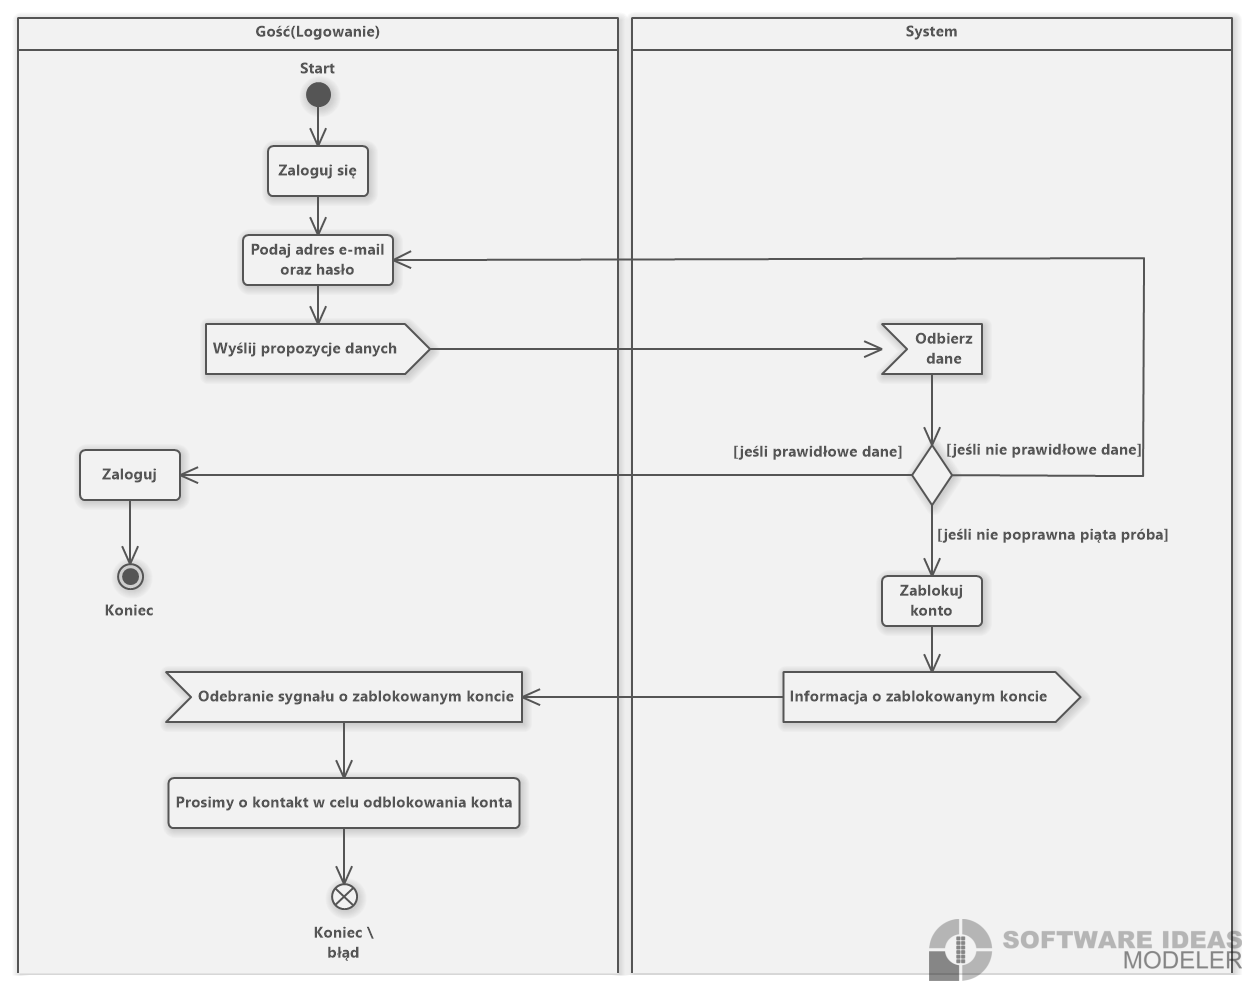 Gość(Logowanie)
System
Start
Zaloguj się
Podaj adres e-mail
oraz hasło
Wyślij propozycje danych
Odbierz
dane
[jeśli prawidłowe dane]
[jeśli nie prawidłowe dane]
Zaloguj
[jeśli nie poprawna piąta próba]
Koniec
Zablokuj
konto
Odebranie sygnału o zablokowanym koncie
Informacja o zablokowanym koncie
Prosimy o kontakt w celu odblokowania konta
Koniec \
błąd
SOFTWARE IDEAS
MODELER